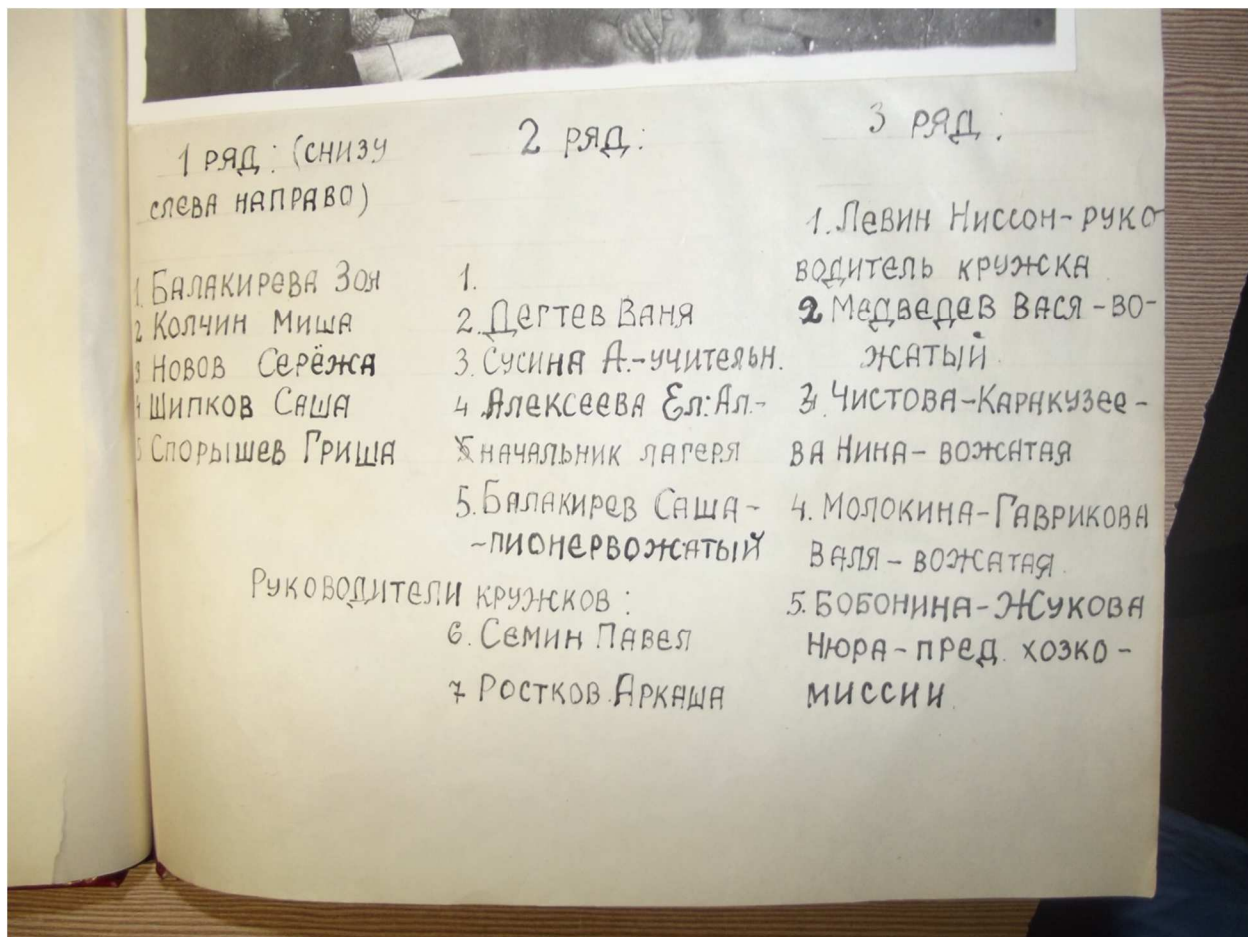 1 ряд: (снизу
слева направо)
1. Балакирева Зоя
2 Колчин Миша
3 Новов Серёжа
4 Шипков Саша
5 Спорышев Гриша
2 ряд:
1.
2. Дегтев Ваня
3. Сусина А.-учительн.
4 Алексеева Ел. Ал.-
начальник лагеря
5. Балакирев Саша-
-пионервожатый
Руководители кружков:
6. Семин Павел
7 Ростков Аркаша
3 ряд:
1. Левин Ниссон-руко-
водитель кружка
2 Медведев Вася-во-
жатый.
3. Чистова-Каракузее-
ва Нина-вожатая
4. Молокина-Гаврикова
Валя-вожатая.
5. Бобонина-Жукова
Нюра-пред. хозко-
миссии.